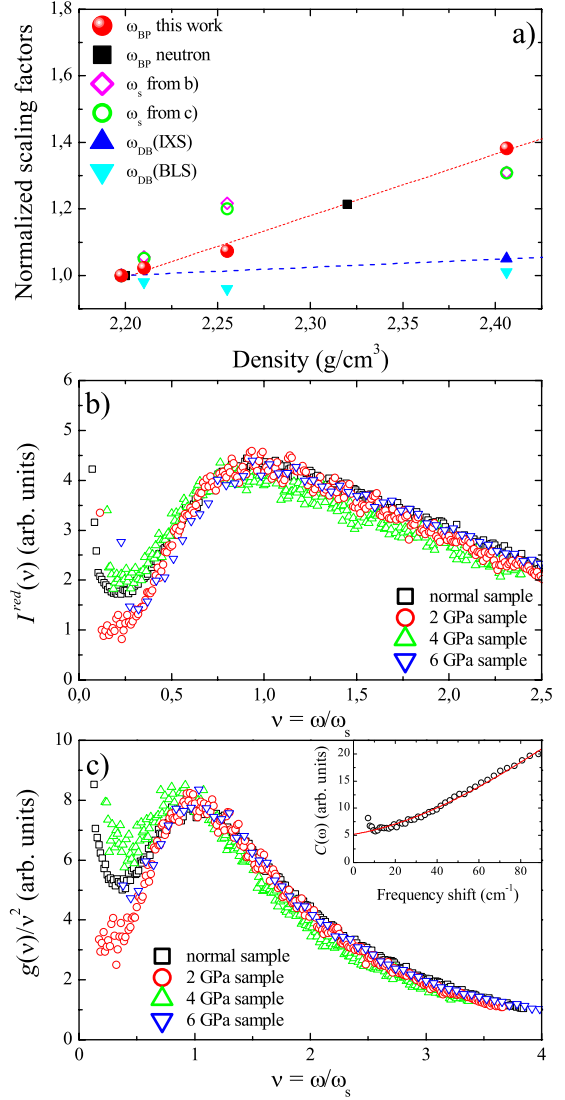 a)
ω_BP this work
ω_BP neutron
ω_s from b)
ω_s from c)
ω_DB(IXS)
ω_DB(BLS)
Normalized scaling factors
1,4
1,3
1,2
1,1
1,0
2,20 2,25 2,30 2,35 2,40
Density (g/cm³)
b)
I^red(ν) (arb. units)
6
5
4
3
2
1
0
normal sample
2 GPa sample
4 GPa sample
6 GPa sample
0,0 0,5 1,0 1,5 2,0 2,5
ν = ω/ω_s
c)
g(ν)/ν² (arb. units)
10
8
6
4
2
0
C(ω) (arb. units)
20
15
10
5
0
0 20 40 60 80
Frequency shift (cm⁻¹)
normal sample
2 GPa sample
4 GPa sample
6 GPa sample
0 1 2 3 4
ν = ω/ω_s